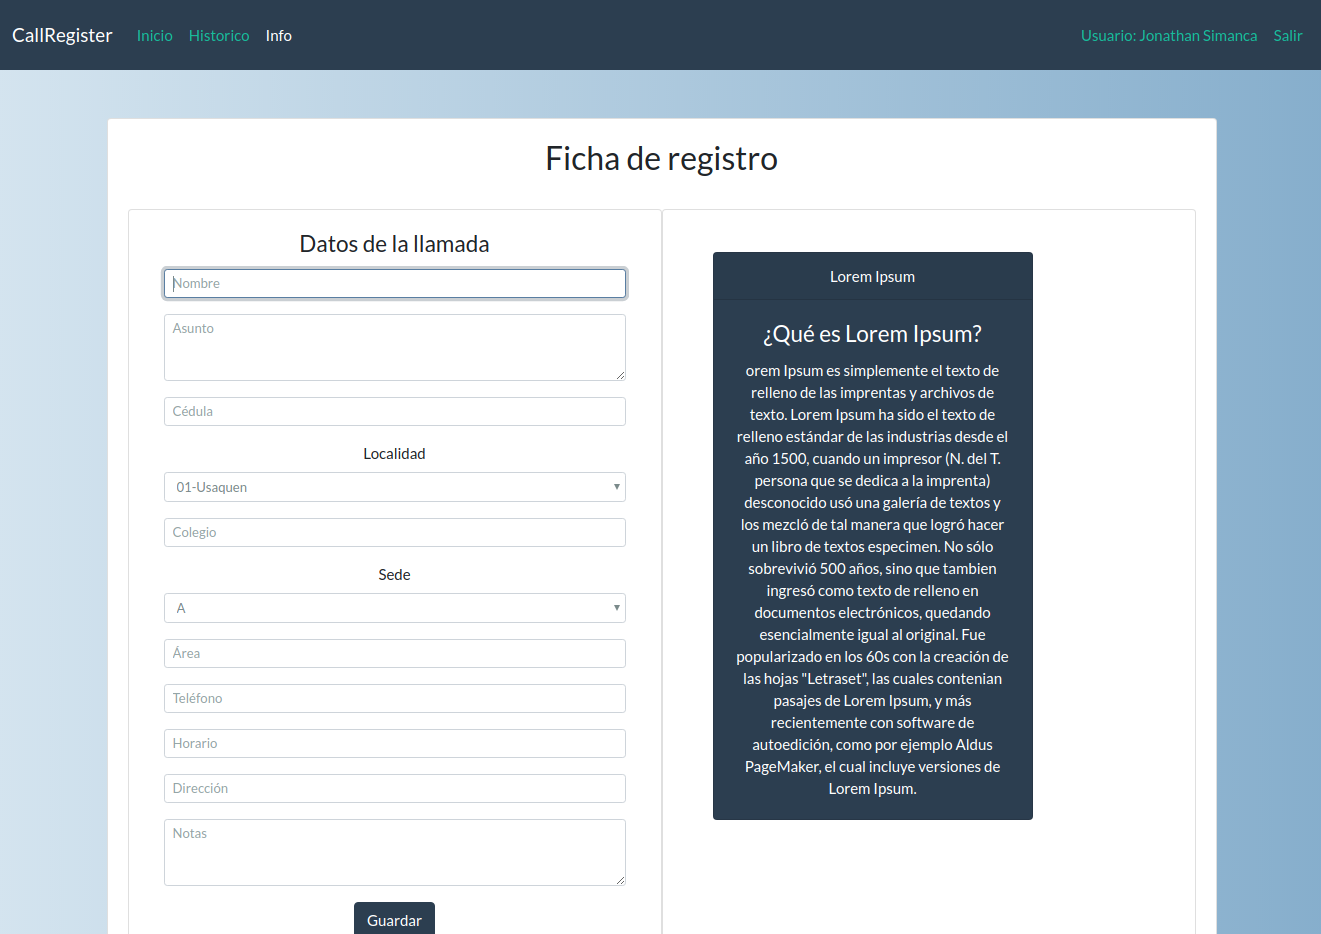 CallRegister Inicio Historico Info Usuario: Jonathan Simanca Salir
Ficha de registro
Datos de la llamada
Nombre
Asunto
Cédula
Localidad
01-Usaquen
Colegio
Sede
A
Área
Teléfono
Horario
Dirección
Notas
Guardar
Lorem Ipsum
¿Qué es Lorem Ipsum?
orem Ipsum es simplemente el texto de
relleno de las imprentas y archivos de
texto. Lorem Ipsum ha sido el texto de
relleno estándar de las industrias desde el
año 1500, cuando un impresor (N. del T.
persona que se dedica a la imprenta)
desconocido usó una galería de textos y
los mezcló de tal manera que logró hacer
un libro de textos especimen. No sólo
sobrevivió 500 años, sino que tambien
ingresó como texto de relleno en
documentos electrónicos, quedando
esencialmente igual al original. Fue
popularizado en los 60s con la creación de
las hojas "Letraset", las cuales contenian
pasajes de Lorem Ipsum, y más
recientemente con software de
autoedición, como por ejemplo Aldus
PageMaker, el cual incluye versiones de
Lorem Ipsum.